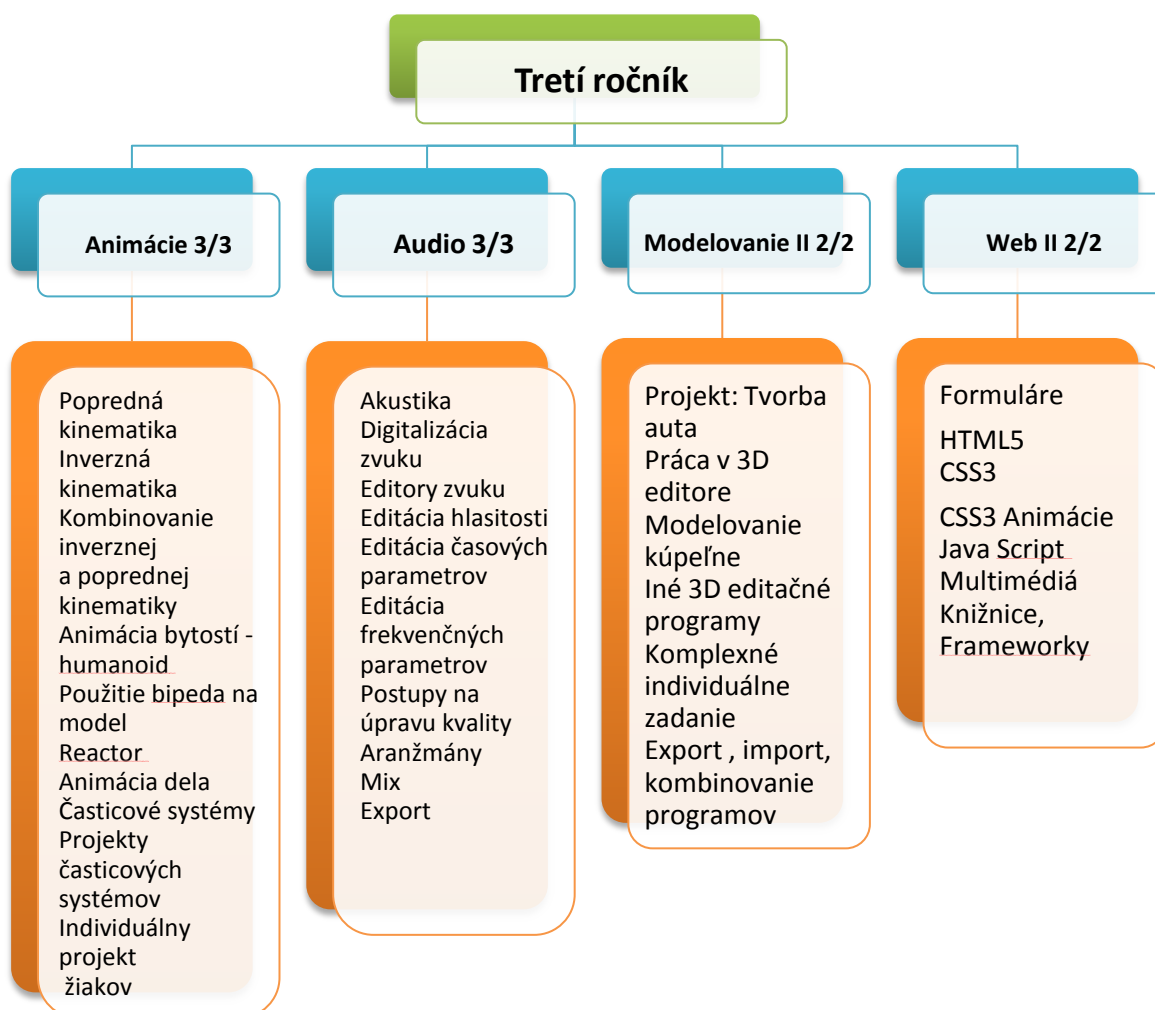 Tretí ročník
Animácie 3/3
Audio 3/3
Modelovanie II 2/2
Web II 2/2
Popredná
kinematika
Inverzná
kinematika
Kombinovanie
inverznej
a poprednej
kinematiky
Animácia bytostí -
humanoid
Použitie bipeda na
model
Reactor
Animácia dela
Časticové systémy
Projekty
časticových
systémov
Individuálny
projekt
žiakov
Akustika
Digitalizácia
zvuku
Editory zvuku
Editácia hlasitosti
Editácia časových
parametrov
Editácia
frekvenčných
parametrov
Postupy na
úpravu kvality
Aranžmány
Mix
Export
Projekt: Tvorba
auta
Práca v 3D
editore
Modelovanie
kúpeľne
Iné 3D editačné
programy
Komplexné
individuálne
zadanie
Export , import,
kombinovanie
programov
Formuláre
HTML5
CSS3
CSS3 Animácie
Java Script
Multimédiá
Knižnice,
Frameworky